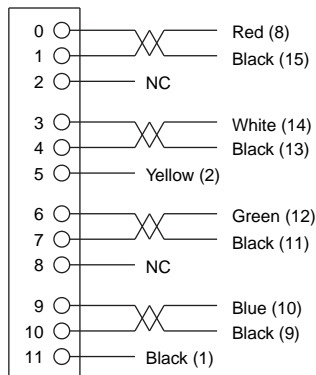 0 Red (8)
1 Black (15)
2 NC
3 White (14)
4 Black (13)
5 Yellow (2)
6 Green (12)
7 Black (11)
8 NC
9 Blue (10)
10 Black (9)
11 Black (1)